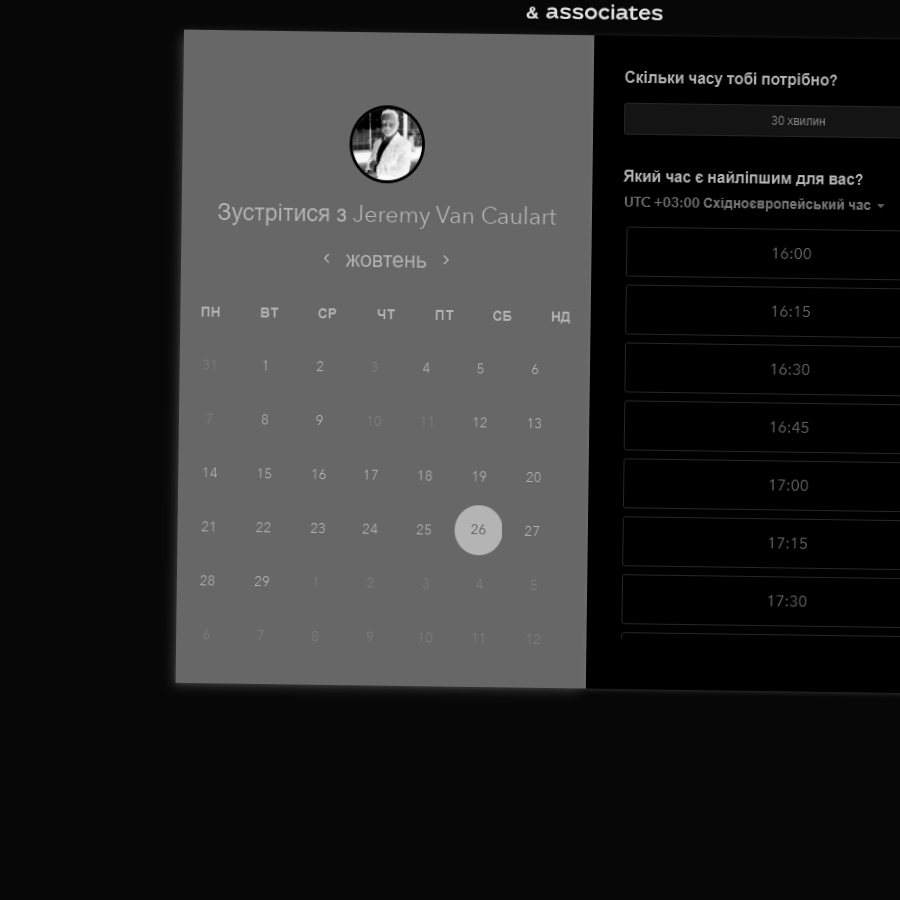 & associates
Зустрітися з Jeremy Van Caulart
жовтень
ПН ВТ СР ЧТ ПТ СБ НД
31 1 2 3 4 5 6
7 8 9 10 11 12 13
14 15 16 17 18 19 20
21 22 23 24 25 26 27
28 29 1 2 3 4 5
6 7 8 9 10 11 12
Скільки часу тобі потрібно?
30 хвилин
Який час є найліпшим для вас?
UTC +03:00 Східноєвропейський час
16:00
16:15
16:30
16:45
17:00
17:15
17:30